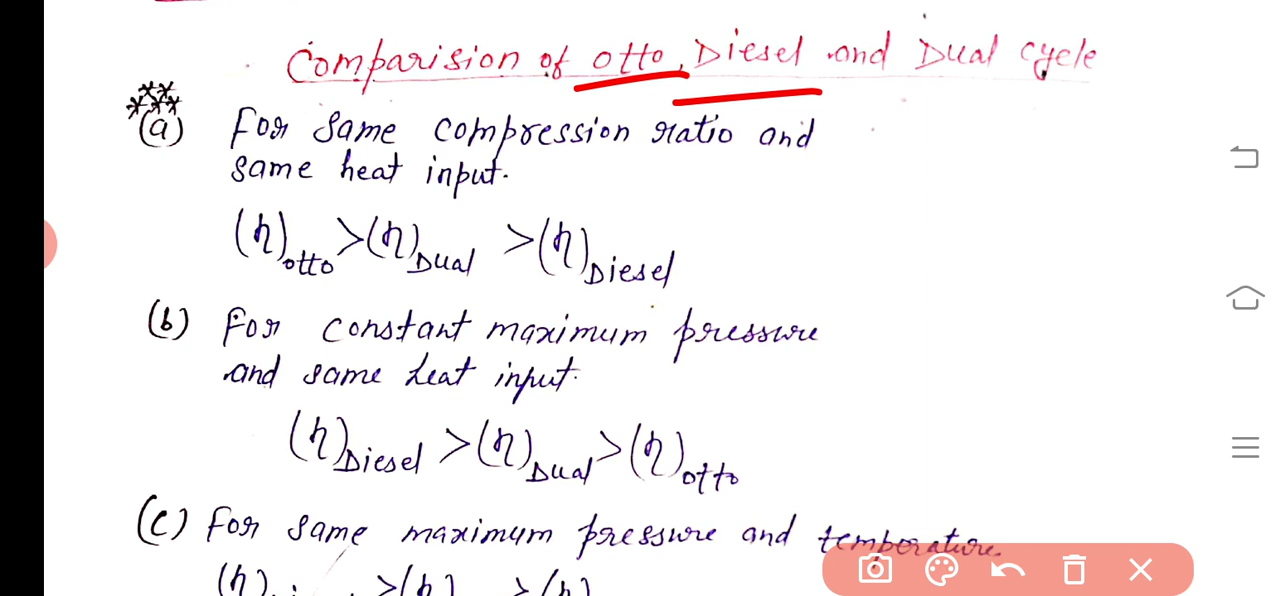 Comparision of otto, Diesel and Dual cycle
(a) For same compression ratio and
same heat input.
(η)otto > (η)Dual > (η)Diesel
(b) For constant maximum pressure
and same heat input.
(η)Diesel > (η)Dual > (η)otto
(c) For same maximum pressure and temperature.
(η) > (η) > (η)